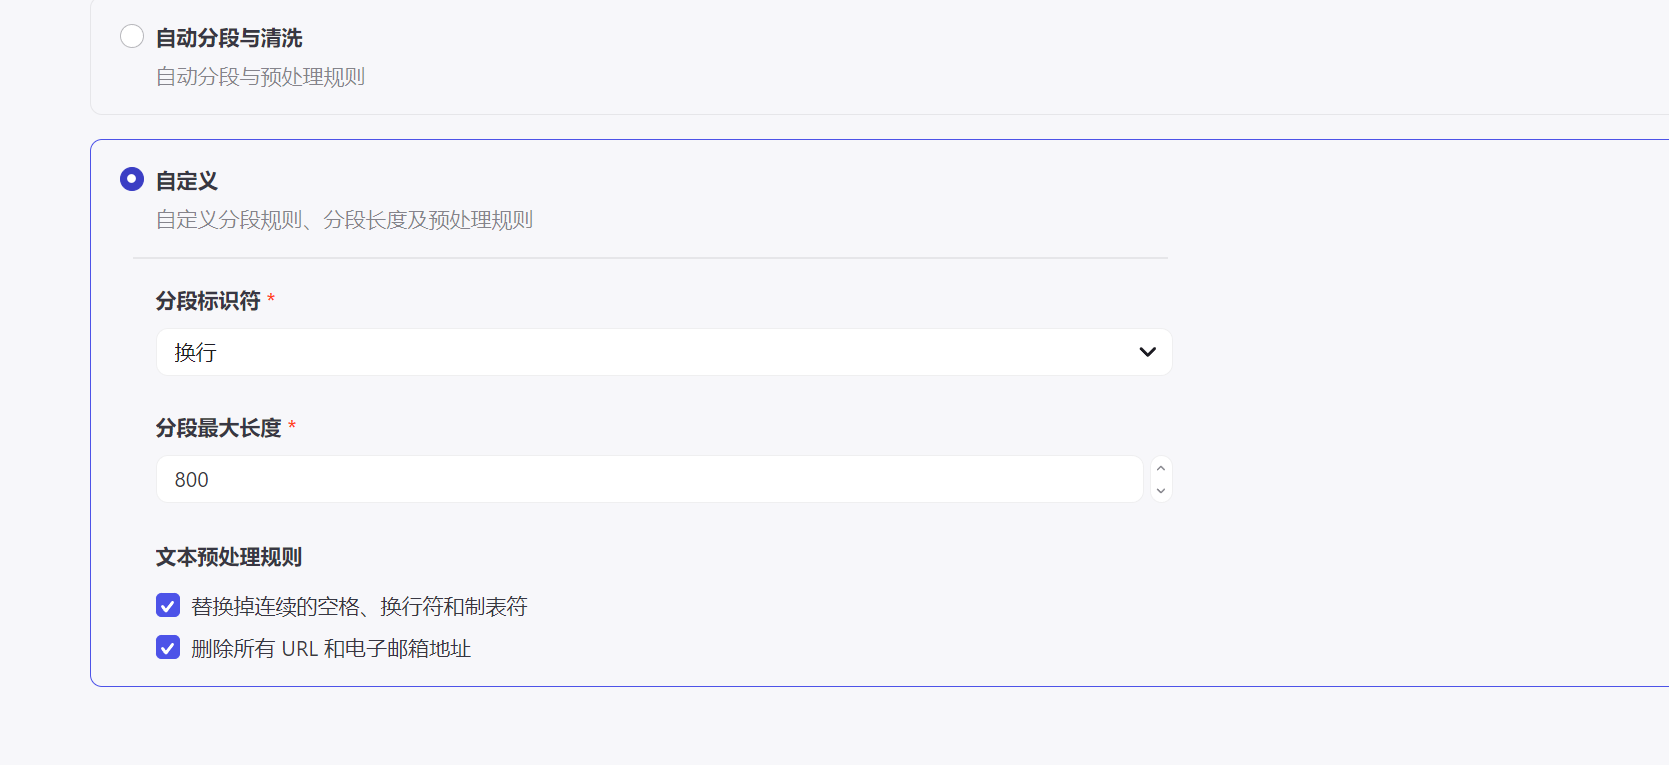 自动分段与清洗
自动分段与预处理规则
自定义
自定义分段规则、分段长度及预处理规则
分段标识符 *
换行
分段最大长度 *
800
文本预处理规则
替换掉连续的空格、换行符和制表符
删除所有 URL 和电子邮箱地址